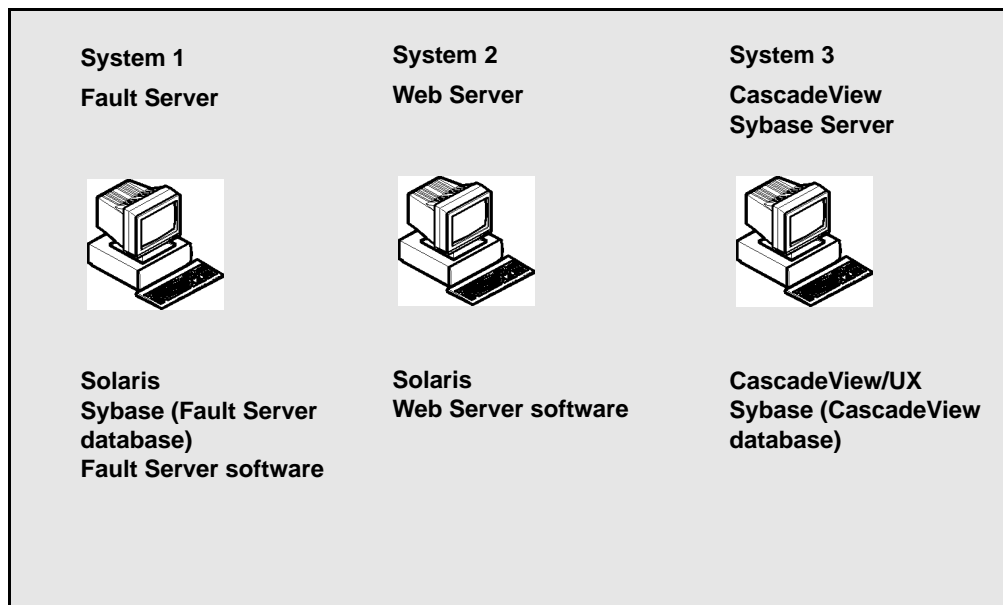 System 1
Fault Server
System 2
Web Server
System 3
CascadeView
Sybase Server
Solaris
Sybase (Fault Server
database)
Fault Server software
Solaris
Web Server software
CascadeView/UX
Sybase (CascadeView
database)